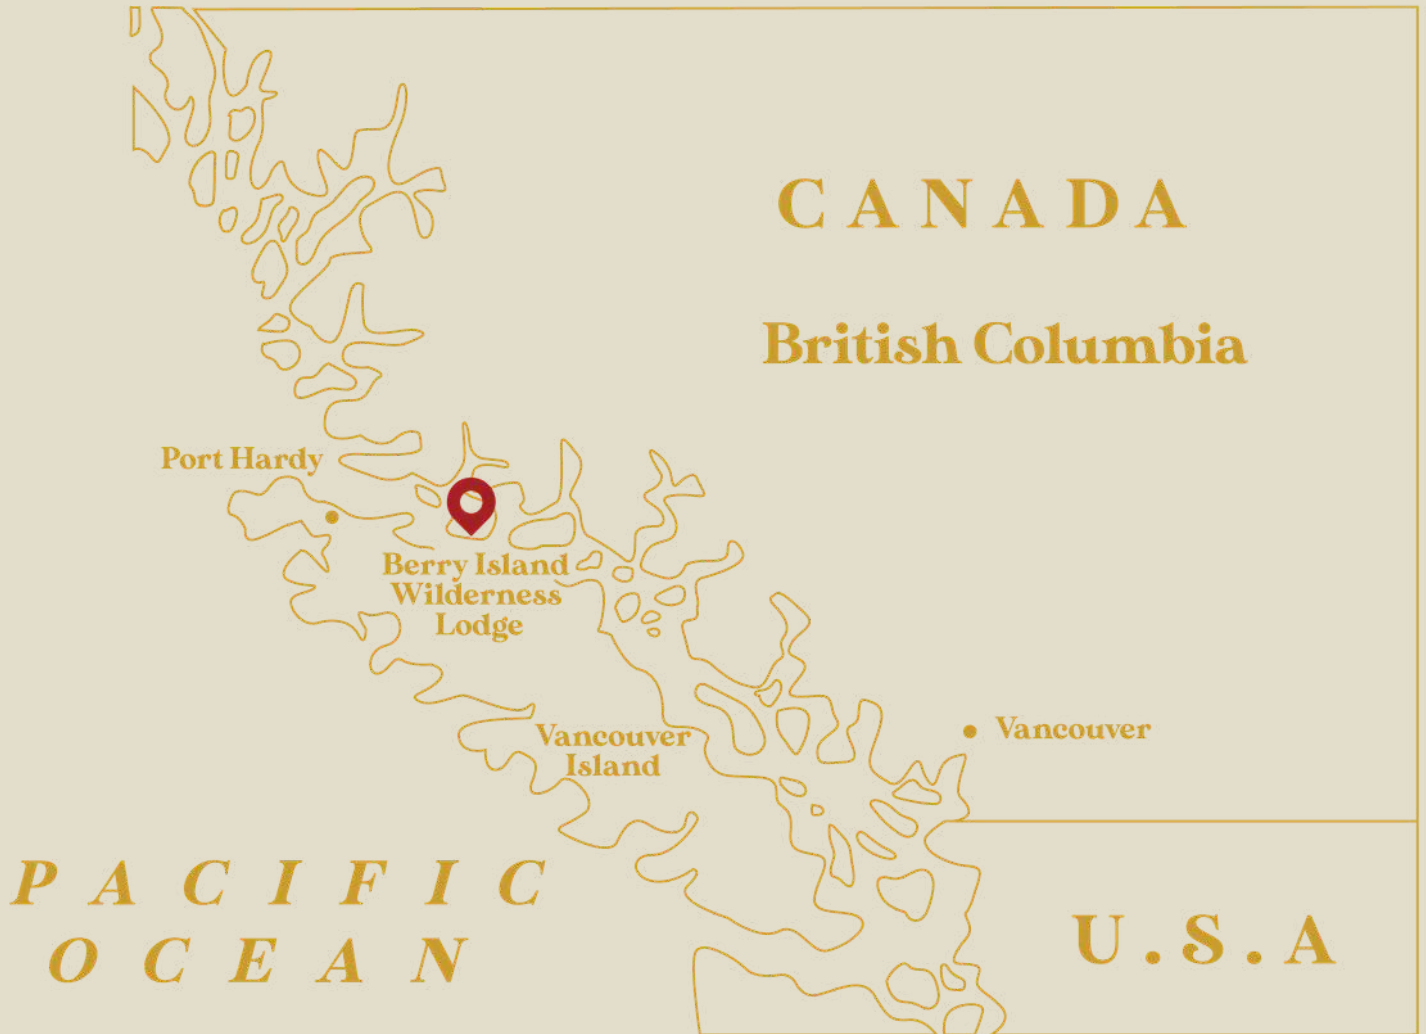 CANADA
British Columbia
Port Hardy
Berry Island
Wilderness
Lodge
Vancouver
Island
Vancouver
PACIFIC
OCEAN
U.S.A